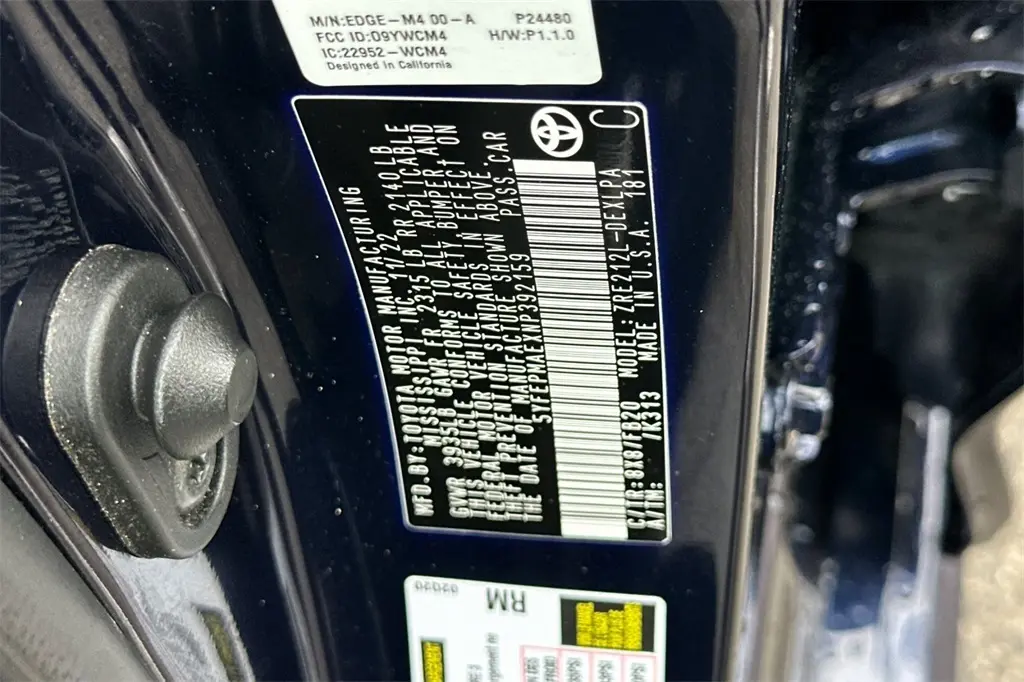 M/N:EDGE-M4.00-A P24480
FCC ID:O9YWCM4 H/W:P1.1.0
IC:22952-WCM4
Designed in California
MFD.BY:TOYOTA MOTOR MANUFACTURING
MISSISSIPPI INC. 11/22
GVWR 3935LB GAWR FR 2315 LB RR 2140LB
THIS VEHICLE CONFORMS TO ALL APPLICABLE
FEDERAL MOTOR VEHICLE SAFETY, BUMPER, AND
THEFT PREVENTION STANDARDS IN EFFECT ON
THE DATE OF MANUFACTURE SHOWN ABOVE.
5YFEPMAEXNP392159 PASS.CAR
C/TR:8X8/FB20 MODEL:ZRE212L-DEXLPA
A/TM: /K313 MADE IN U.S.A. 181
C
02Q20
RM